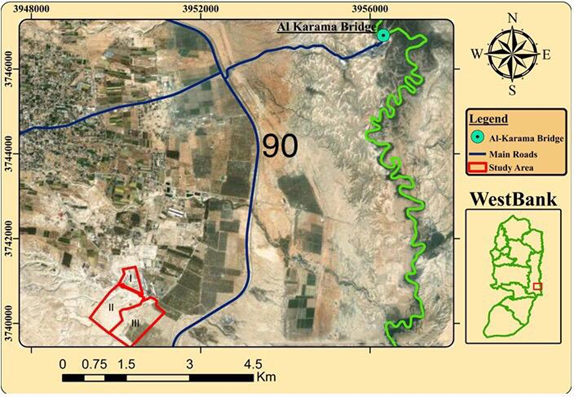 3948000 3952000 3956000
Al Karama Bridge
3746000
3744000
3742000
3740000
90
I
II
III
N
W E
S
Legend
Al-Karama Bridge
Main Roads
Study Area
WestBank
0 0.75 1.5 3 4.5
Km